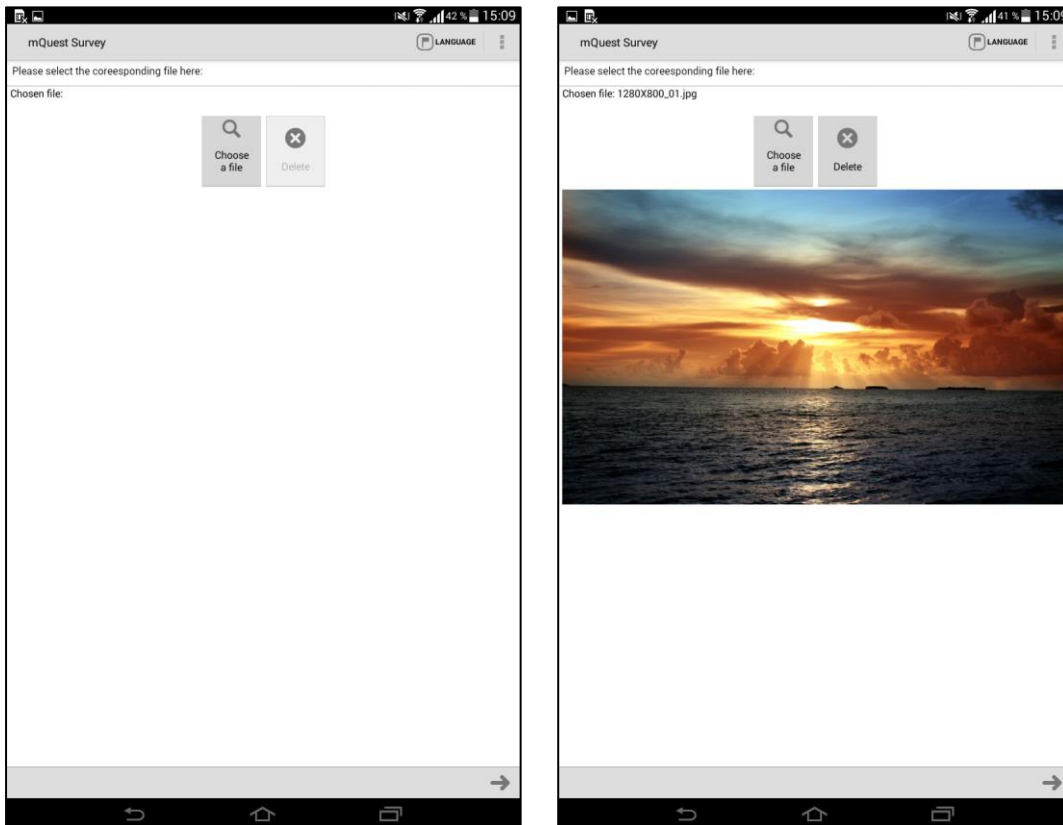 42 % 15:09
mQuest Survey LANGUAGE
Please select the coreesponding file here:
Chosen file:
Choose
a file
Delete
41 % 15:09
mQuest Survey LANGUAGE
Please select the coreesponding file here:
Chosen file: 1280X800_01.jpg
Choose
a file
Delete